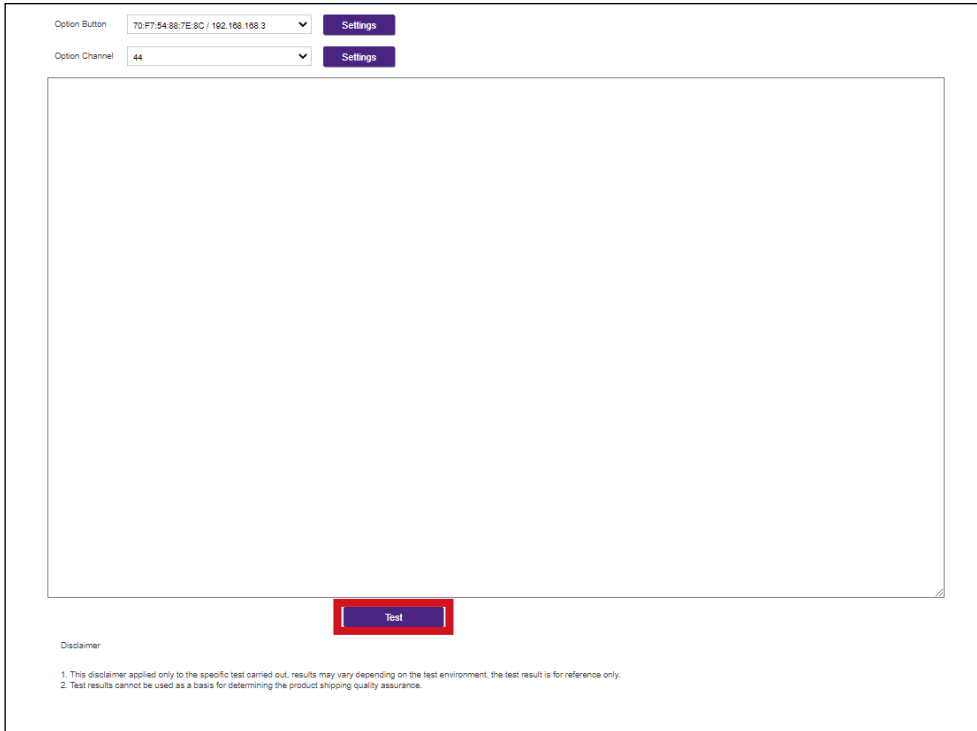 Option Button 70:F7:54:88:7E:8C / 192.168.168.3 Settings
Option Channel 44 Settings
Test
Disclaimer
1. This disclaimer applied only to the specific test carried out, results may vary depending on the test environment, the test result is for reference only.
2. Test results cannot be used as a basis for determining the product shipping quality assurance.